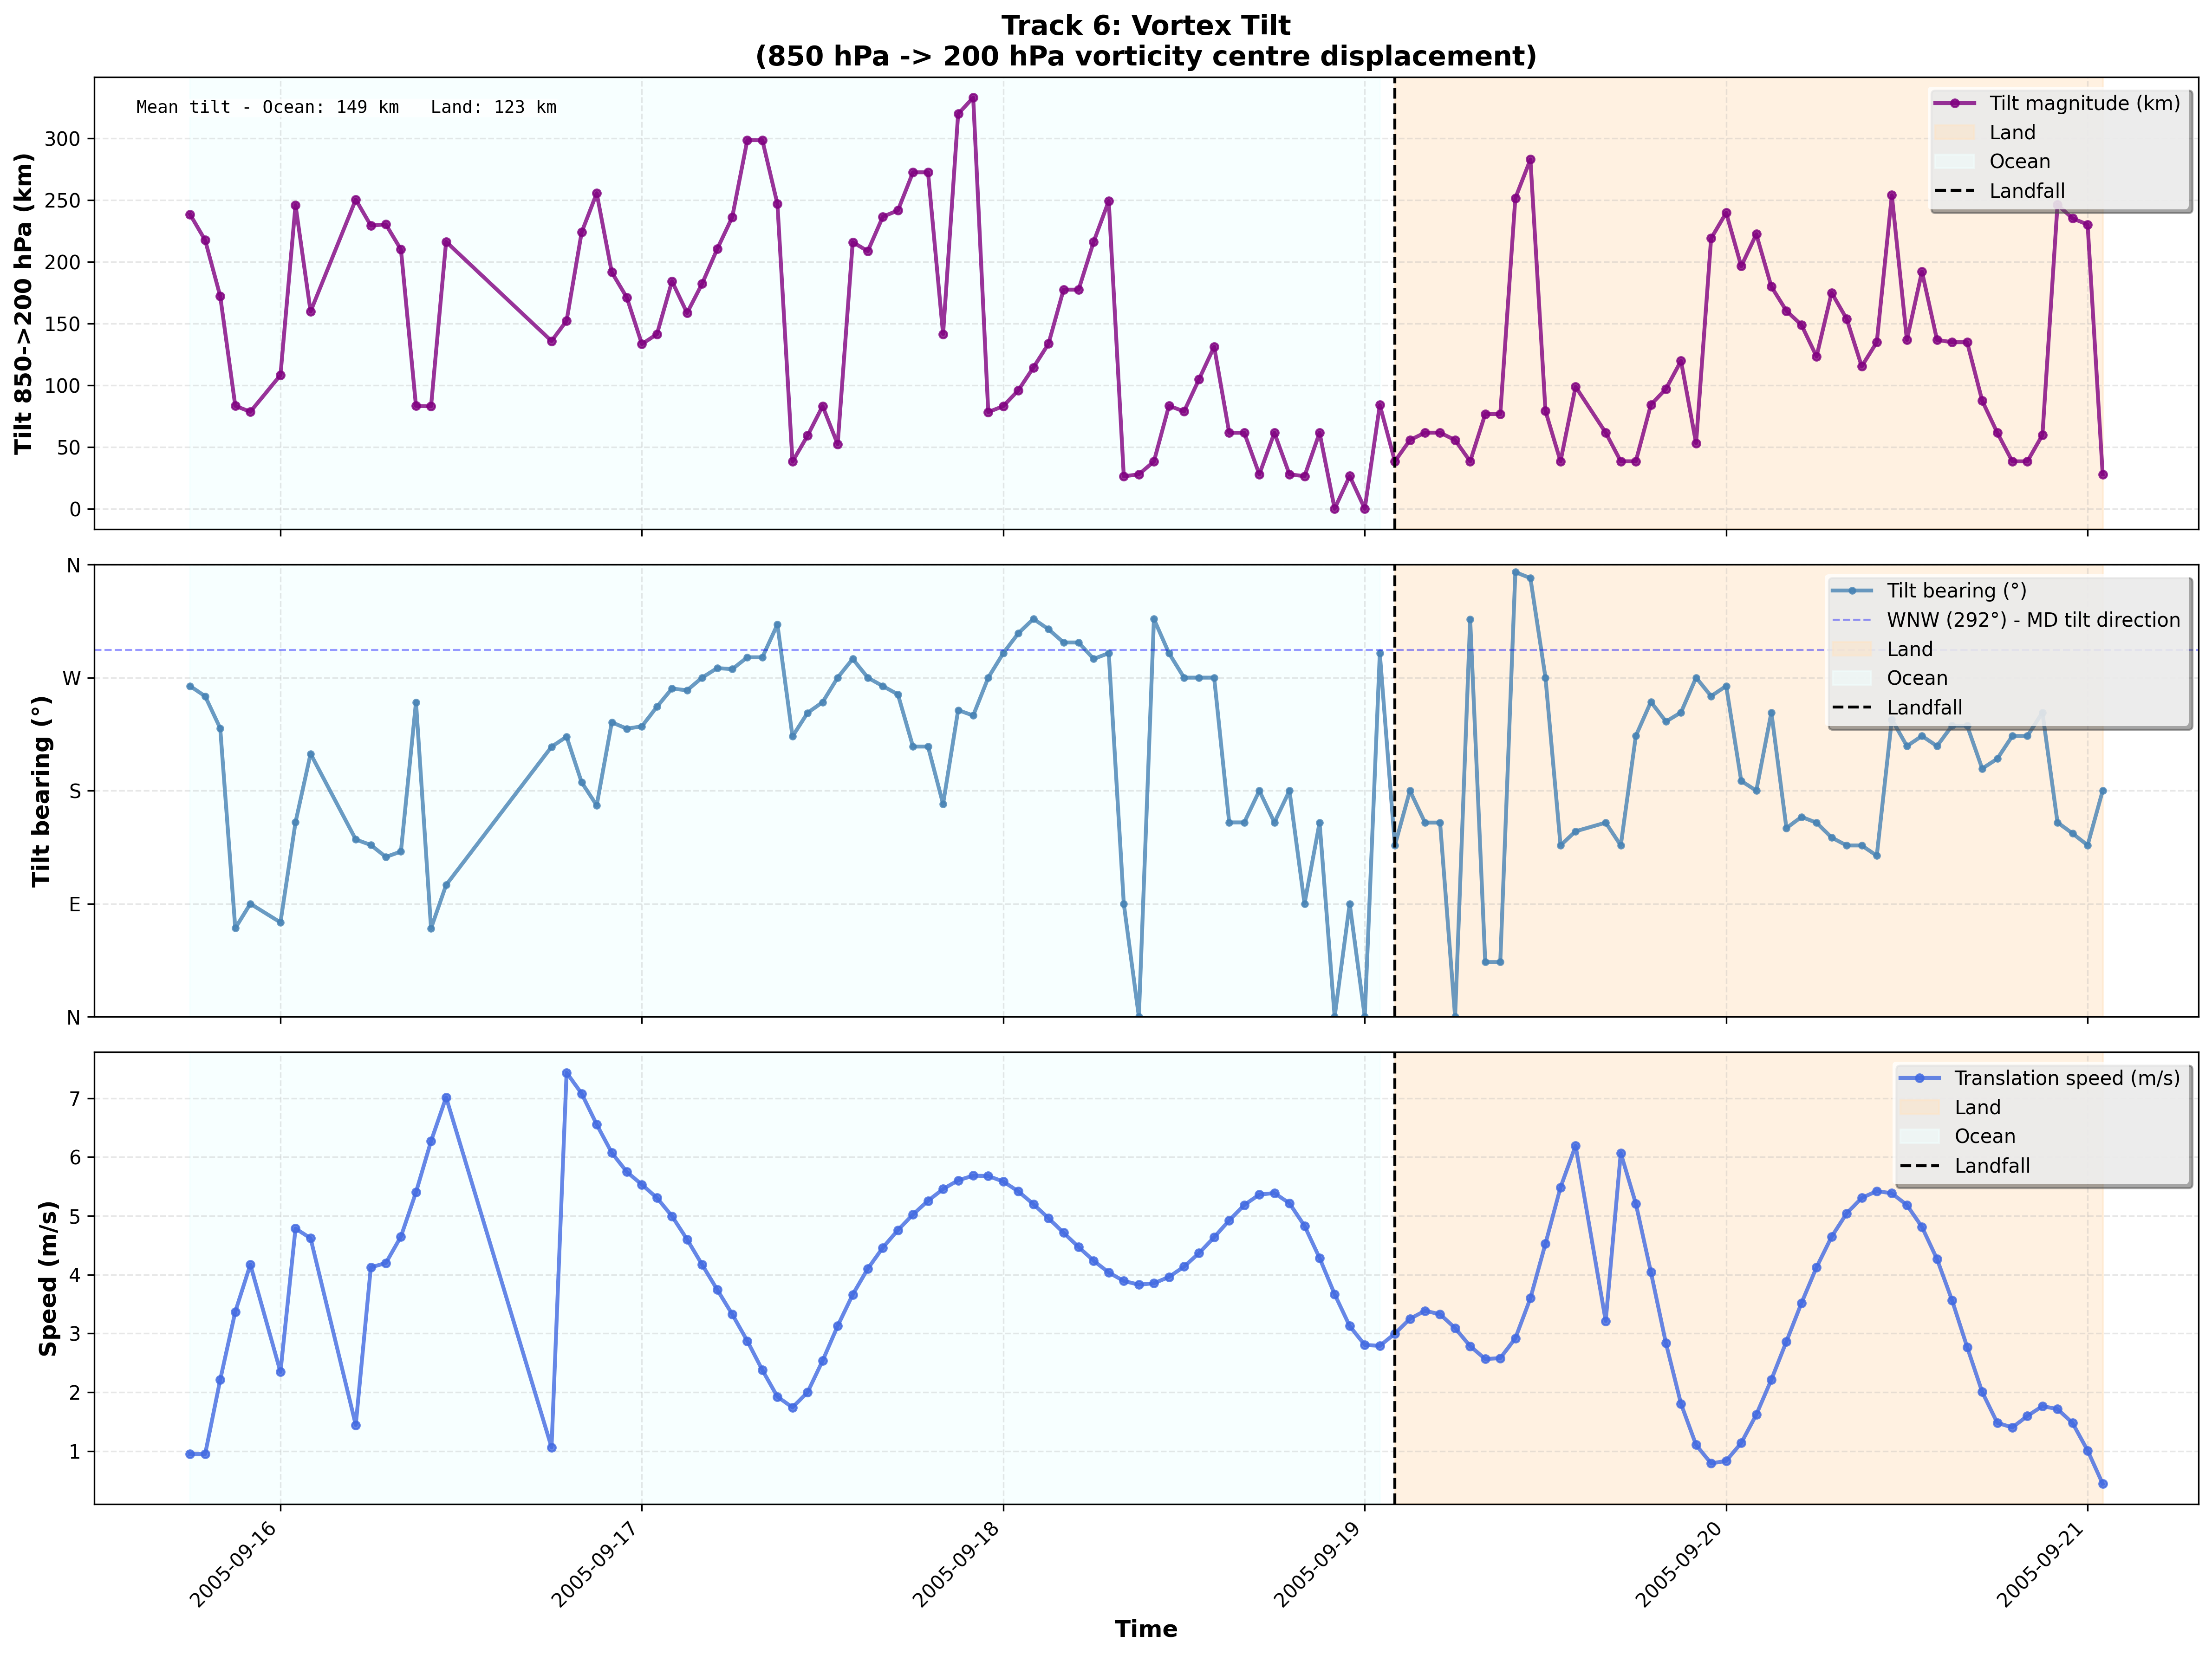 Track 6: Vortex Tilt
(850 hPa -> 200 hPa vorticity centre displacement)
Mean tilt - Ocean: 149 km   Land: 123 km
Tilt magnitude (km)
Land
Ocean
Landfall
Tilt 850->200 hPa (km)
300
250
200
150
100
50
0
Tilt bearing (°)
WNW (292°) - MD tilt direction
Land
Ocean
Landfall
Tilt bearing (°)
N
W
S
E
N
Translation speed (m/s)
Land
Ocean
Landfall
Speed (m/s)
7
6
5
4
3
2
1
2005-09-16
2005-09-17
2005-09-18
2005-09-19
2005-09-20
2005-09-21
Time